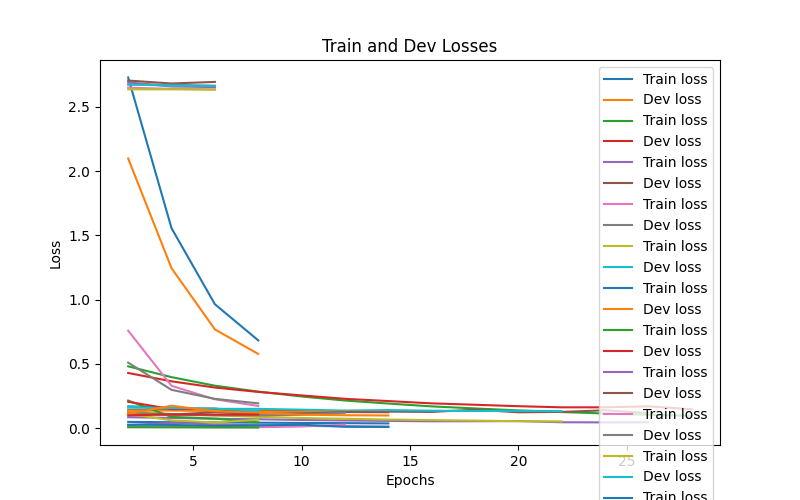 Train and Dev Losses
Loss
2.5
2.0
1.5
1.0
0.5
0.0
5
10
15
20
25
Epochs
Train loss
Dev loss
Train loss
Dev loss
Train loss
Dev loss
Train loss
Dev loss
Train loss
Dev loss
Train loss
Dev loss
Train loss
Dev loss
Train loss
Dev loss
Train loss
Dev loss
Train loss
Dev loss
Train loss